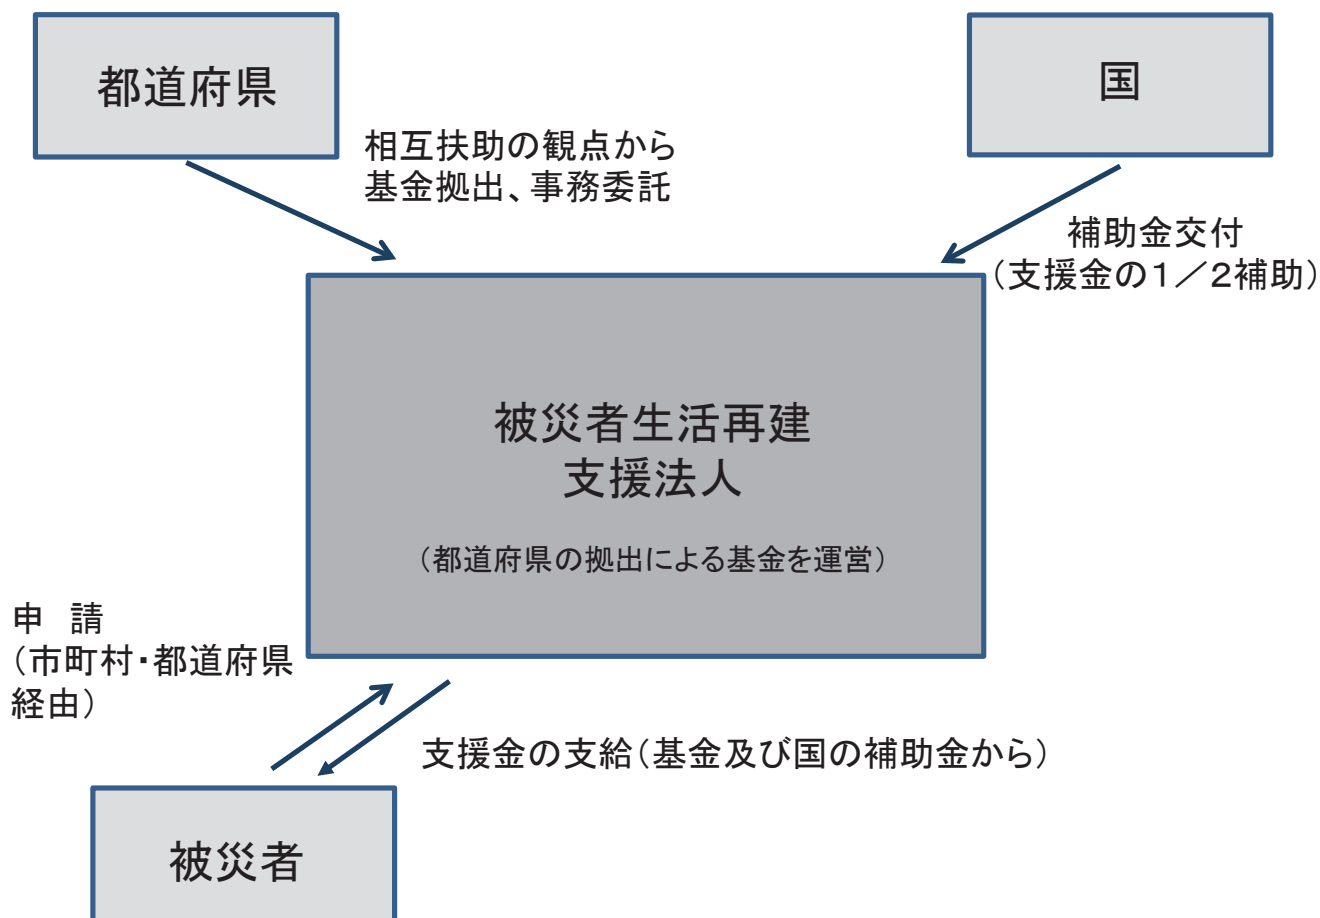 都道府県
国
相互扶助の観点から
基金拠出、事務委託
補助金交付
（支援金の１／２補助）
被災者生活再建
支援法人
（都道府県の拠出による基金を運営）
申　請
（市町村・都道府県
経由）
支援金の支給（基金及び国の補助金から）
被災者